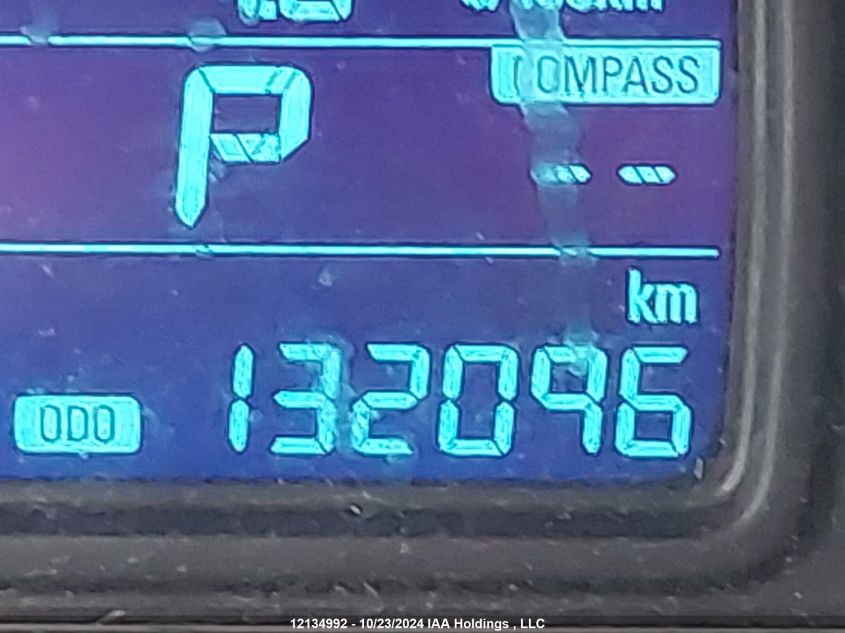 P
COMPASS
-- 
km
ODO 132096
12134992 - 10/23/2024 IAA Holdings , LLC